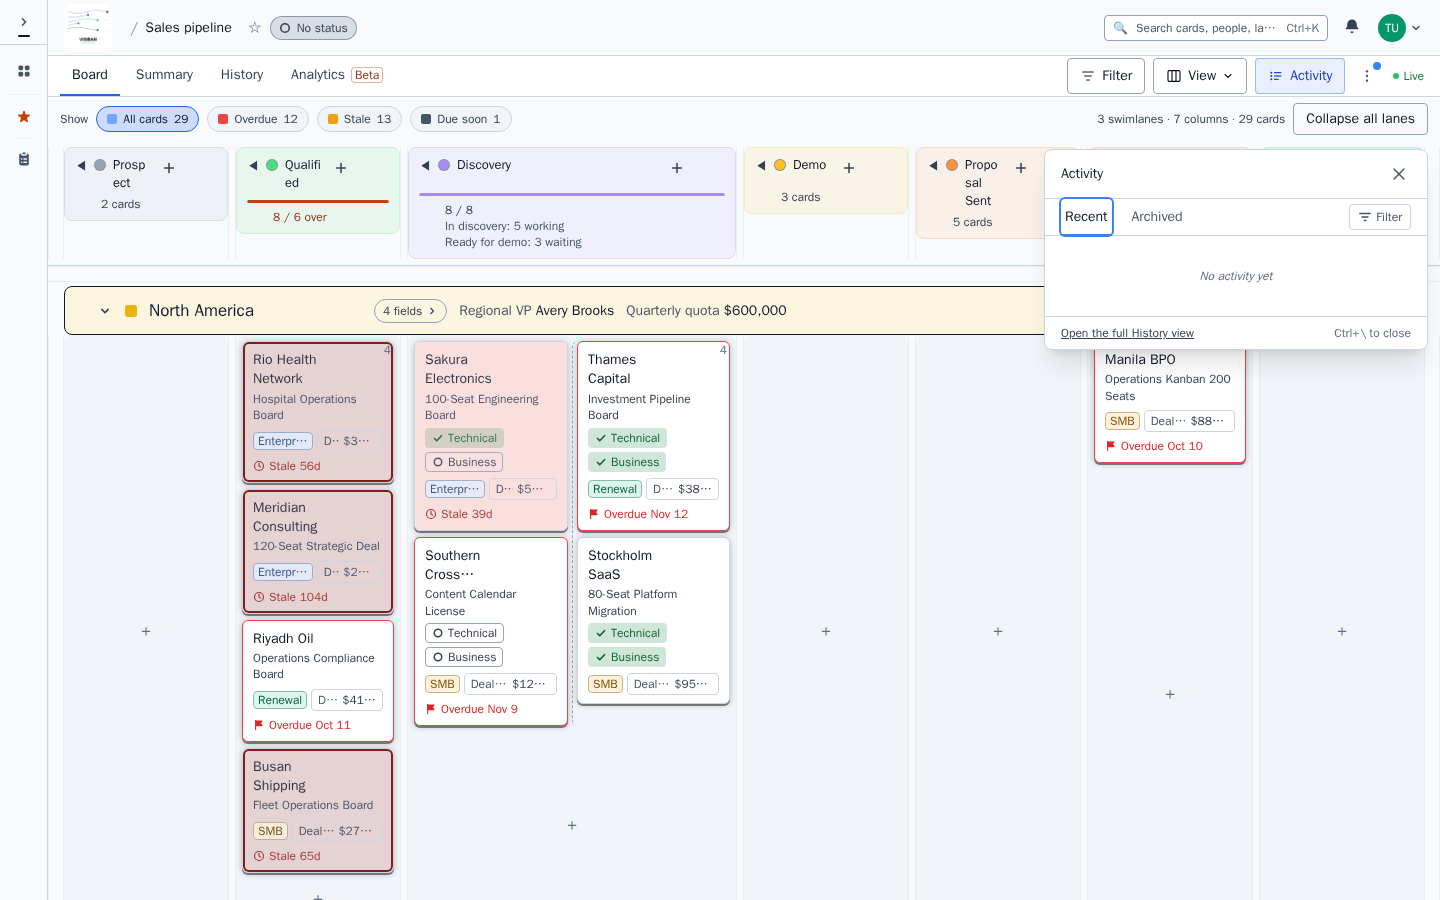 / Sales pipeline
No status
Search cards, people, la··· Ctrl+K
TU
Board Summary History Analytics Beta
Filter View Activity Live
Show All cards 29 Overdue 12 Stale 13 Due soon 1
3 swimlanes · 7 columns · 29 cards
Collapse all lanes
Prosp
ect
2 cards
Qualifi
ed
8 / 6 over
Discovery
8 / 8
In discovery: 5 working
Ready for demo: 3 waiting
Demo
3 cards
Propo
sal
Sent
5 cards
Activity
Recent Archived Filter
No activity yet
Open the full History view Ctrl+\ to close
North America
4 fields
Regional VP Avery Brooks Quarterly quota $600,000
4
Rio Health
Network
Hospital Operations
Board
Enterpr··· D·· $3···
Stale 56d
Meridian
Consulting
120-Seat Strategic Deal
Enterpr··· D·· $2···
Stale 104d
Riyadh Oil
Operations Compliance
Board
Renewal D·· $41···
Overdue Oct 11
Busan
Shipping
Fleet Operations Board
SMB Deal··· $27···
Stale 65d
Sakura
Electronics
100-Seat Engineering
Board
Technical
Business
Enterpr··· D·· $5···
Stale 39d
Southern
Cross···
Content Calendar
License
Technical
Business
SMB Deal··· $12···
Overdue Nov 9
4
Thames
Capital
Investment Pipeline
Board
Technical
Business
Renewal D·· $38···
Overdue Nov 12
Stockholm
SaaS
80-Seat Platform
Migration
Technical
Business
SMB Deal··· $95···
Manila BPO
Operations Kanban 200
Seats
SMB Deal··· $88···
Overdue Oct 10